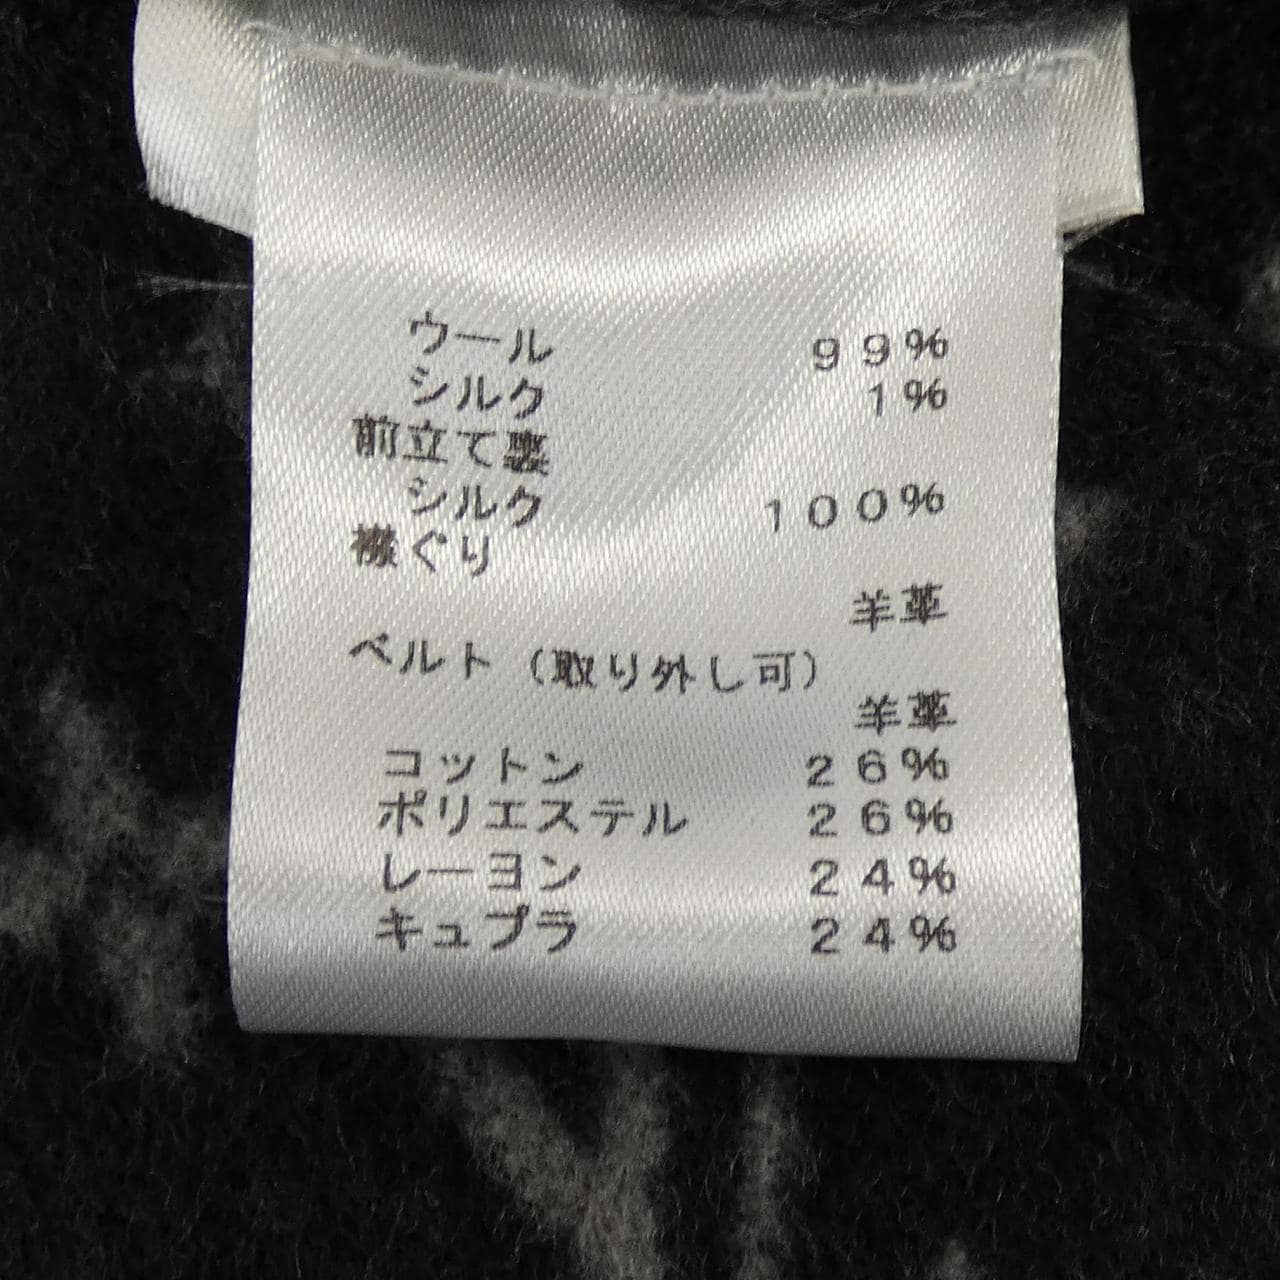 ウール 99%
シルク 1%
前立て裏
シルク 100%
襟ぐり
羊革
ベルト（取り外し可）
羊革
コットン 26%
ポリエステル 26%
レーヨン 24%
キュプラ 24%